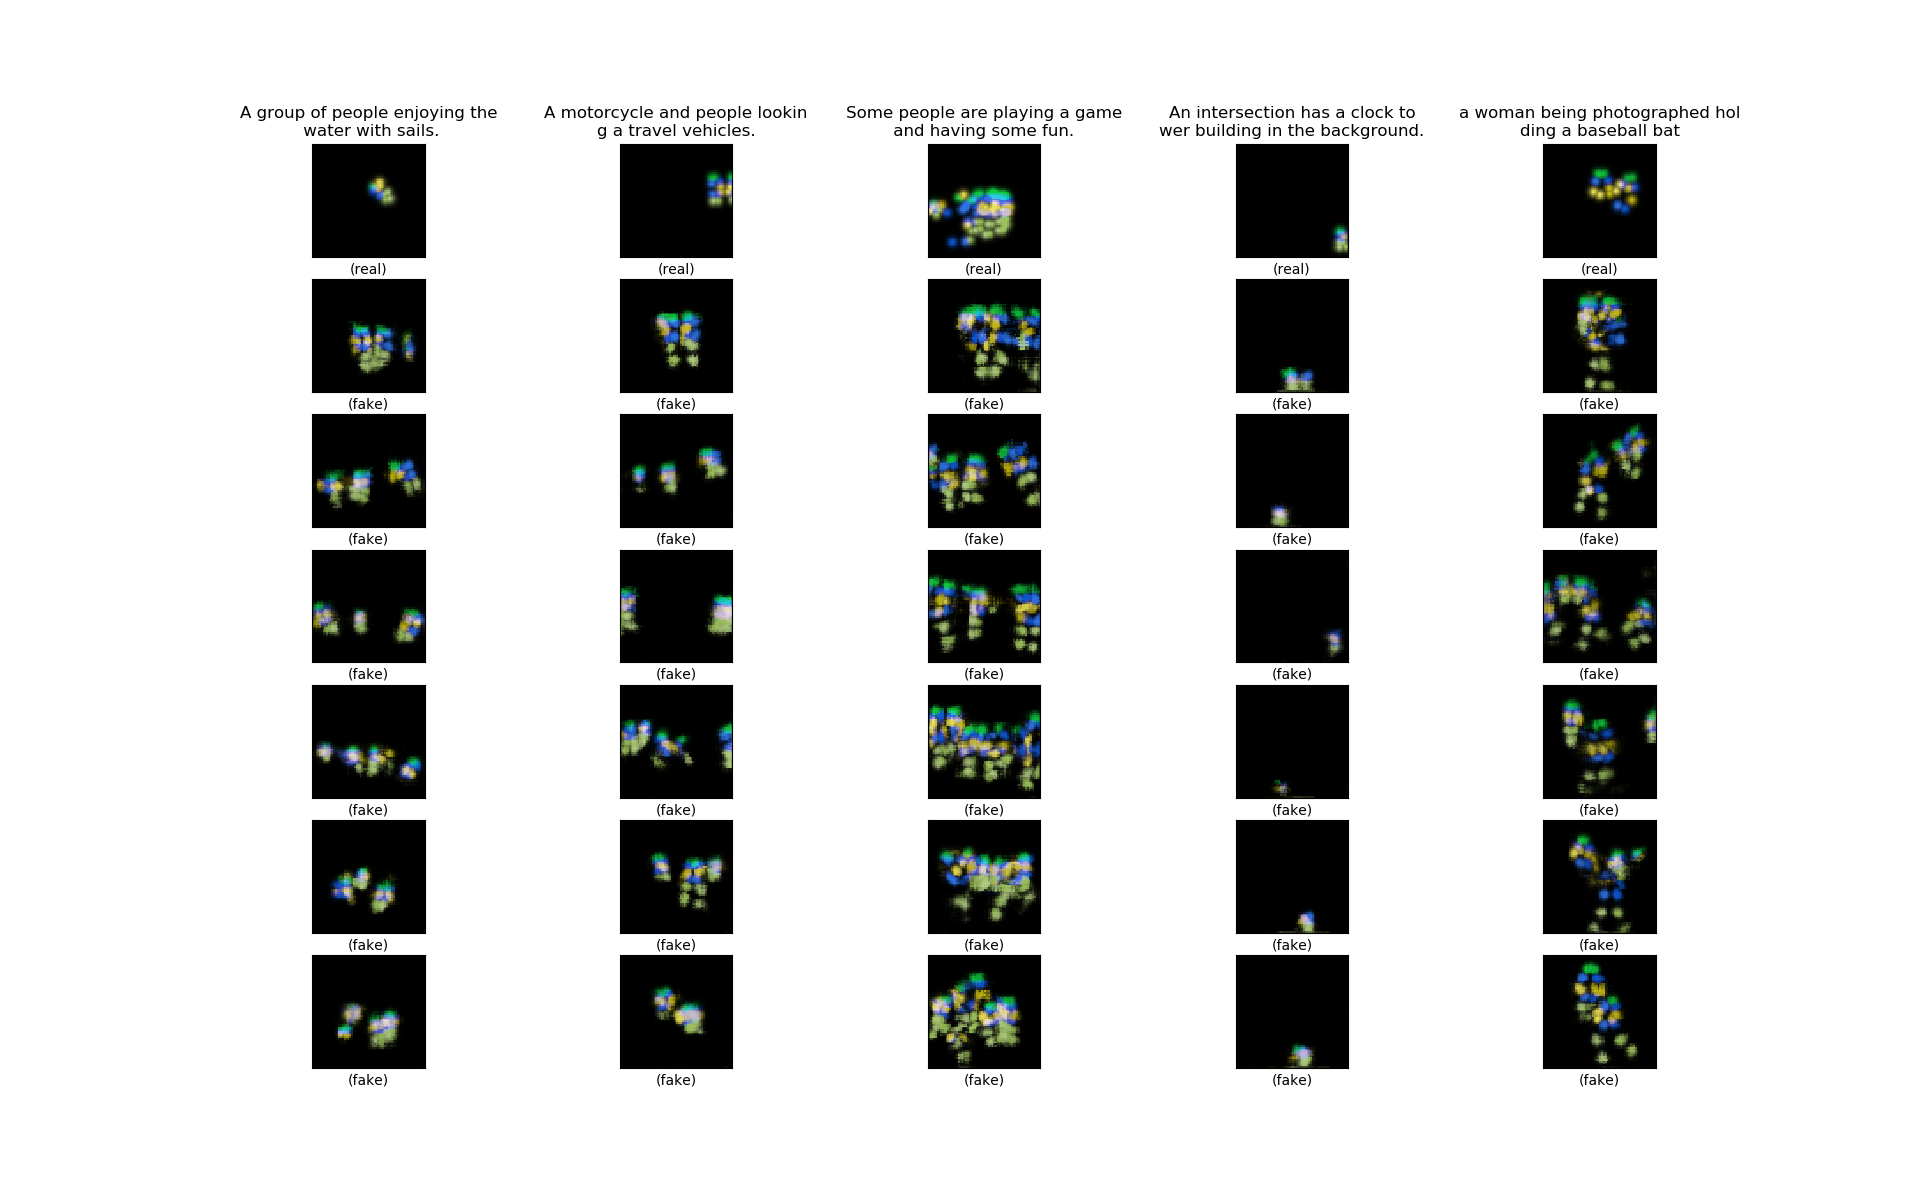 A group of people enjoying the
water with sails.
A motorcycle and people lookin
g a travel vehicles.
Some people are playing a game
and having some fun.
An intersection has a clock to
wer building in the background.
a woman being photographed hol
ding a baseball bat
(real) (real) (real) (real) (real)
(fake) (fake) (fake) (fake) (fake)
(fake) (fake) (fake) (fake) (fake)
(fake) (fake) (fake) (fake) (fake)
(fake) (fake) (fake) (fake) (fake)
(fake) (fake) (fake) (fake) (fake)
(fake) (fake) (fake) (fake) (fake)